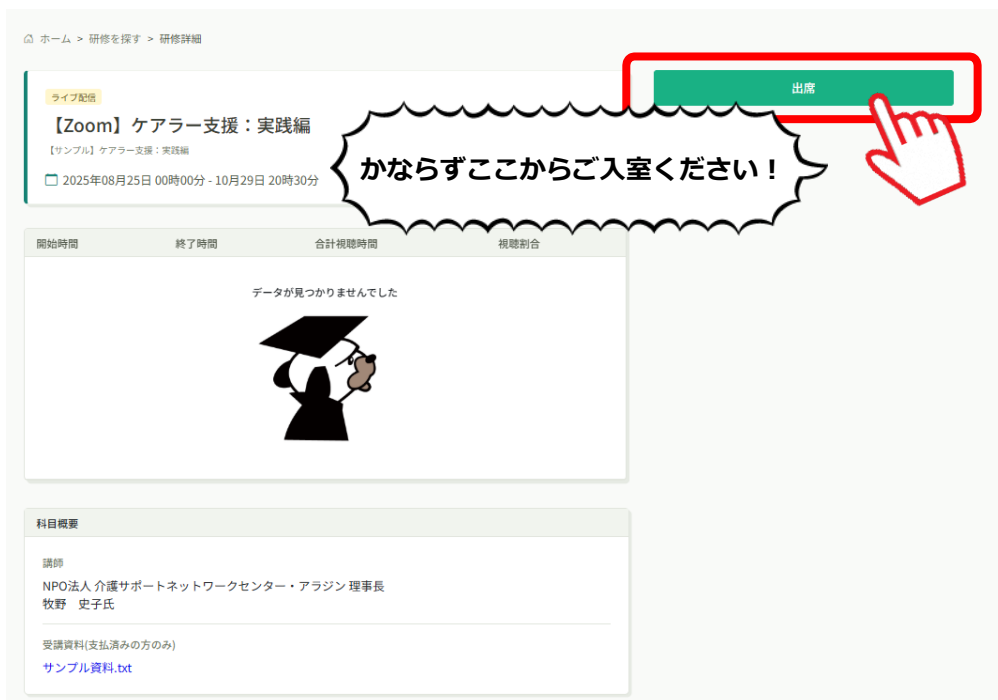 ホーム > 研修を探す > 研修詳細
ライブ配信
【Zoom】ケアラー支援：実践編
【サンプル】ケアラー支援：実践編
2025年08月25日 00時00分 - 10月29日 20時30分
出席
かならずここからご入室ください！
開始時間 終了時間 合計視聴時間 視聴割合
データが見つかりませんでした
科目概要
講師
NPO法人 介護サポートネットワークセンター・アラジン 理事長
牧野　史子氏
受講資料(支払済みの方のみ)
サンプル資料.txt